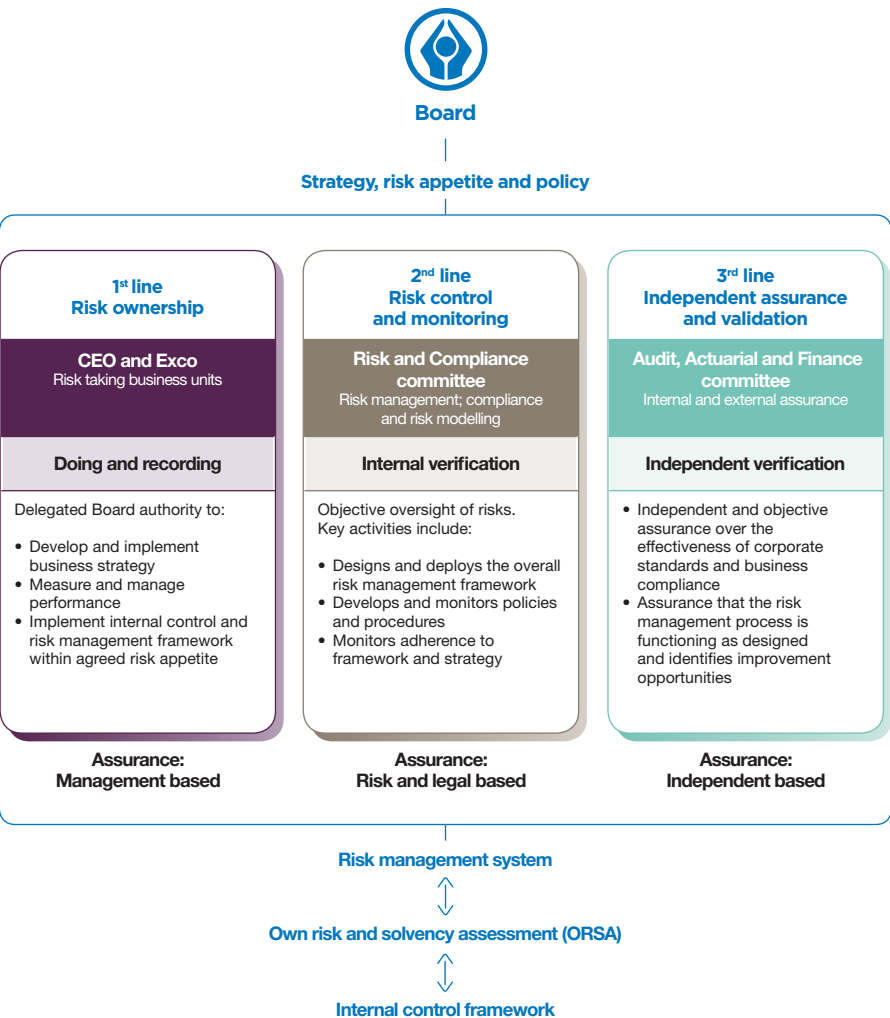 Board
Strategy, risk appetite and policy
1st line
Risk ownership
CEO and Exco
Risk taking business units
Doing and recording
Delegated Board authority to:
• Develop and implement
business strategy
• Measure and manage
performance
• Implement internal control and
risk management framework
within agreed risk appetite
Assurance:
Management based
2nd line
Risk control
and monitoring
Risk and Compliance
committee
Risk management; compliance
and risk modelling
Internal verification
Objective oversight of risks.
Key activities include:
• Designs and deploys the overall
risk management framework
• Develops and monitors policies
and procedures
• Monitors adherence to
framework and strategy
Assurance:
Risk and legal based
3rd line
Independent assurance
and validation
Audit, Actuarial and Finance
committee
Internal and external assurance
Independent verification
• Independent and objective
assurance over the
effectiveness of corporate
standards and business
compliance
• Assurance that the risk
management process is
functioning as designed
and identifies improvement
opportunities
Assurance:
Independent based
Risk management system
Own risk and solvency assessment (ORSA)
Internal control framework